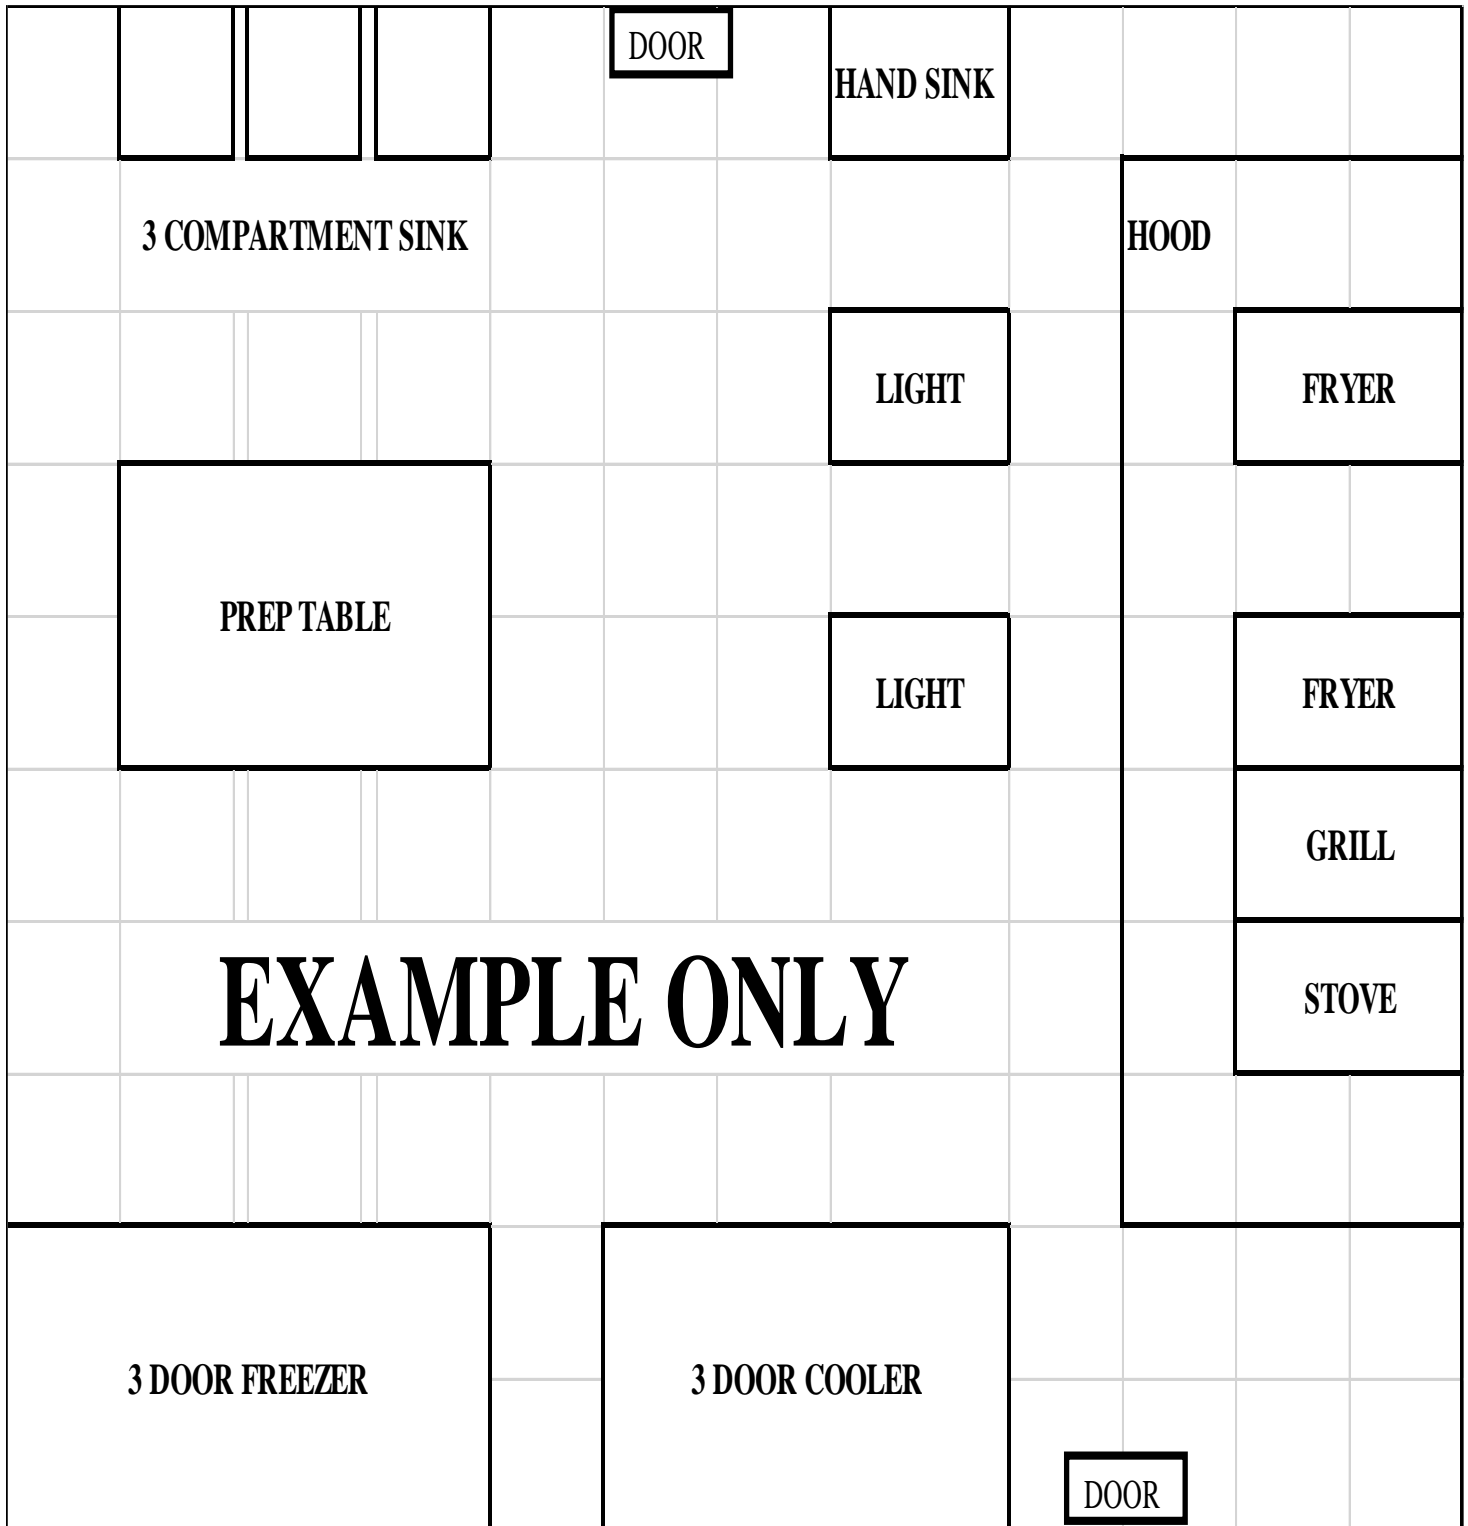 DOOR
HAND SINK
3 COMPARTMENT SINK
HOOD
LIGHT
FRYER
PREP TABLE
LIGHT
FRYER
GRILL
EXAMPLE ONLY
STOVE
3 DOOR FREEZER
3 DOOR COOLER
DOOR